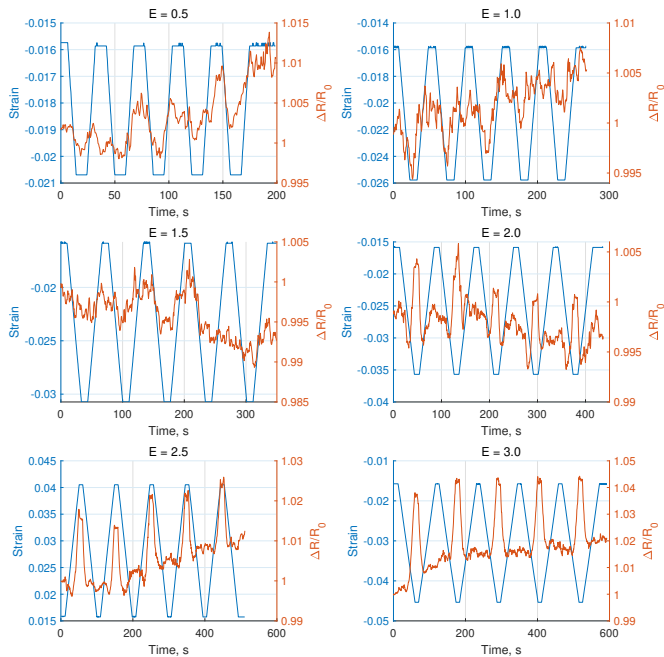 E = 0.5
-0.015
-0.016
-0.017
-0.018
-0.019
-0.02
-0.021
Strain
1.015
1.01
1.005
1
0.995
ΔR/R0
0 50 100 150 200
Time, s
E = 1.0
-0.014
-0.016
-0.018
-0.02
-0.022
-0.024
-0.026
Strain
1.01
1.005
1
0.995
ΔR/R0
0 100 200 300
Time, s
E = 1.5
-0.02
-0.025
-0.03
Strain
1.005
1
0.995
0.99
0.985
ΔR/R0
0 100 200 300
Time, s
E = 2.0
-0.015
-0.02
-0.025
-0.03
-0.035
-0.04
Strain
1.005
1
0.995
0.99
ΔR/R0
0 100 200 300 400
Time, s
E = 2.5
0.045
0.04
0.035
0.03
0.025
0.02
0.015
Strain
1.03
1.02
1.01
1
0.99
ΔR/R0
0 200 400 600
Time, s
E = 3.0
-0.01
-0.02
-0.03
-0.04
-0.05
Strain
1.05
1.04
1.03
1.02
1.01
1
0.99
ΔR/R0
0 200 400 600
Time, s